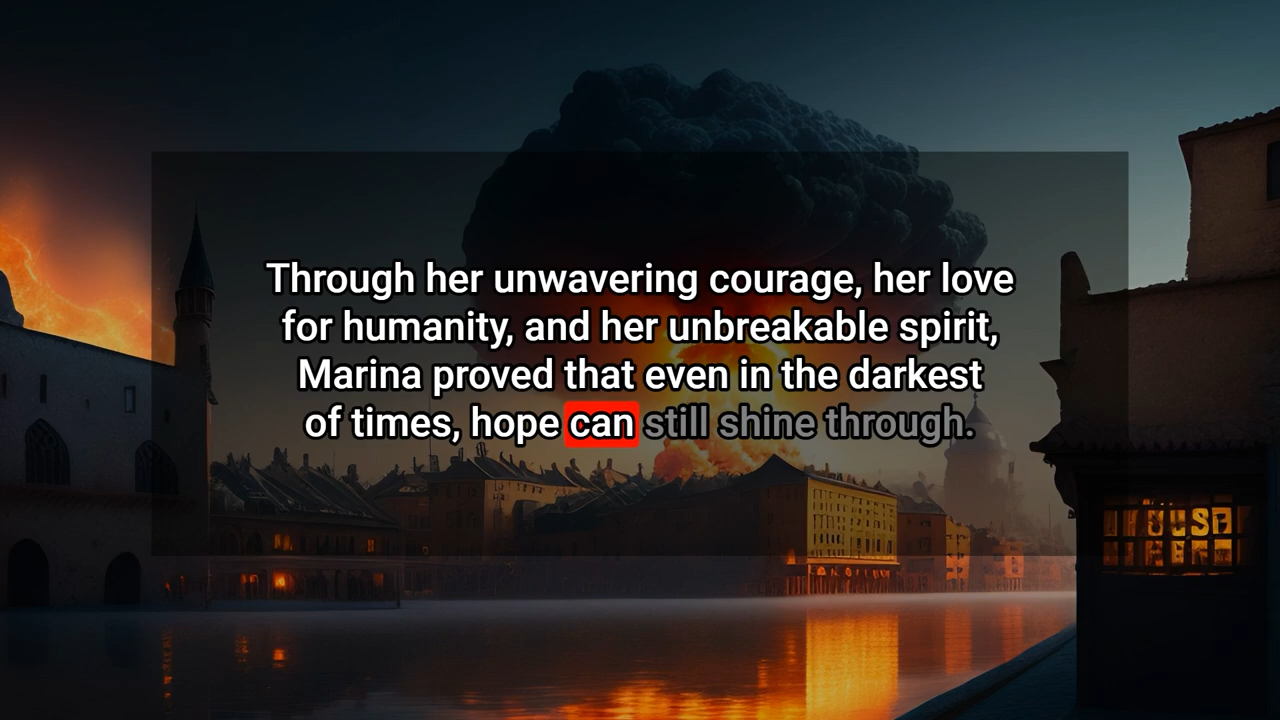 Through her unwavering courage, her love
for humanity, and her unbreakable spirit,
Marina proved that even in the darkest
of times, hope can still shine through.